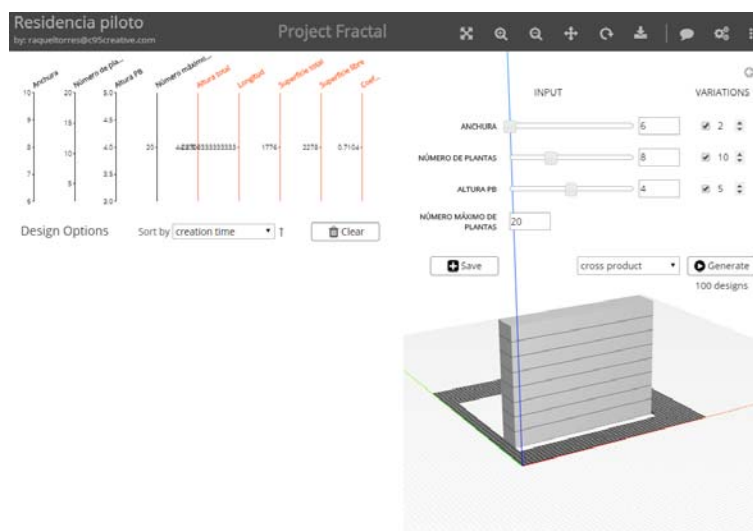 Residencia piloto
by: raqueltorres@c95creative.com
Project Fractal
Anchura
Número de pla...
Altura PB
Número máximo...
Altura total
Longitud
Superficie total
Superficie libre
Coef...
10
9
8
7
6
20
15
10
5
5.0
4.5
4.0
3.5
3.0
20
1776
2278
0.7104
Design Options
Sort by
creation time
Clear
INPUT
VARIATIONS
ANCHURA
6
2
NÚMERO DE PLANTAS
8
10
ALTURA PB
4
5
NÚMERO MÁXIMO DE
PLANTAS
20
Save
cross product
Generate
100 designs